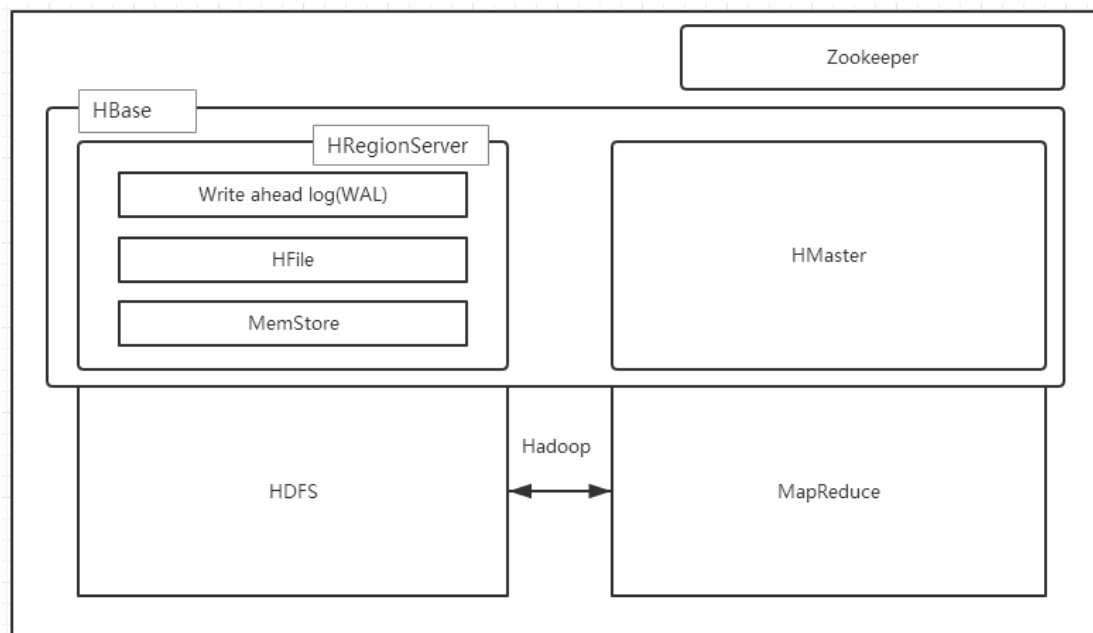 Zookeeper
HBase
HRegionServer
Write ahead log(WAL)
HFile
MemStore
HMaster
HDFS
Hadoop
MapReduce